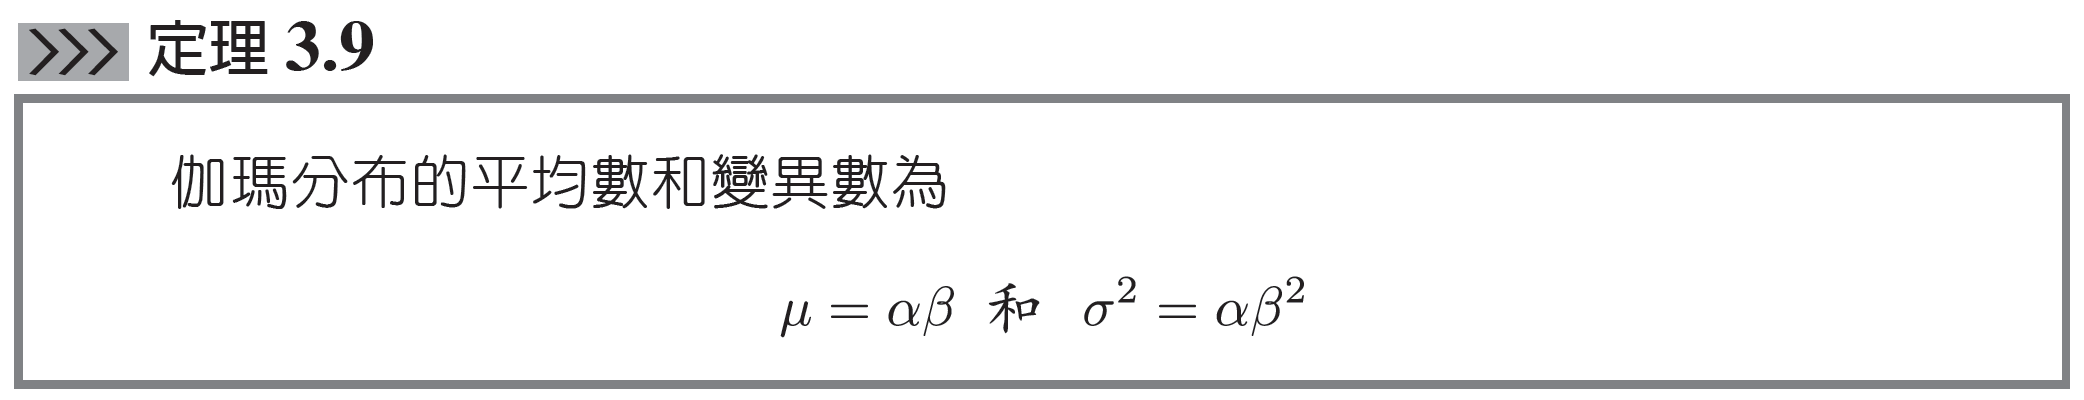 定理 3.9
伽瑪分布的平均數和變異數為
μ = αβ 和 σ² = αβ²